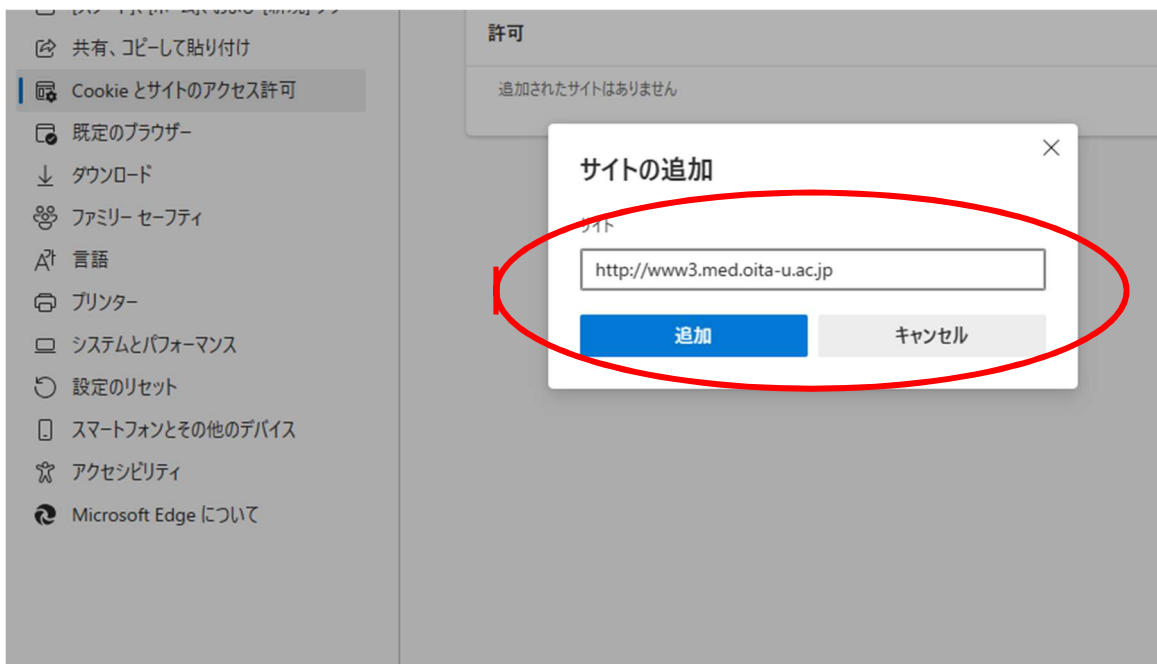 共有、コピーして貼り付け
Cookie とサイトのアクセス許可
既定のブラウザー
ダウンロード
ファミリー セーフティ
言語
プリンター
システムとパフォーマンス
設定のリセット
スマートフォンとその他のデバイス
アクセシビリティ
Microsoft Edge について
許可
追加されたサイトはありません
サイトの追加
サイト
http://www3.med.oita-u.ac.jp
追加
キャンセル